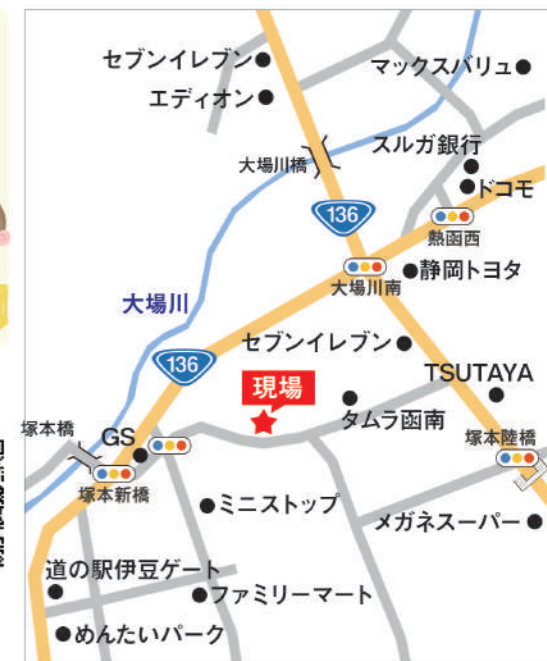 セブンイレブン
マックスバリュ
エディオン
大場川橋
スルガ銀行
ドコモ
136
熱函西
大場川南
静岡トヨタ
大場川
セブンイレブン
136
現場
TSUTAYA
タムラ函南
塚本橋
GS
塚本陸橋
塚本新橋
ミニストップ
メガネスーパー
道の駅伊豆ゲート
ファミリーマート
めんたいパーク